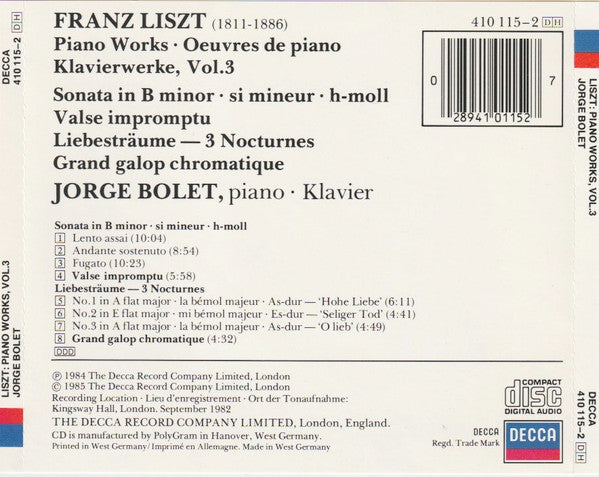 FRANZ LISZT (1811-1886)
Piano Works · Oeuvres de piano
Klavierwerke, Vol.3
Sonata in B minor · si mineur · h-moll
Valse impromptu
Liebesträume — 3 Nocturnes
Grand galop chromatique
JORGE BOLET, piano · Klavier
410 115-2 DH
0 28941 01152 7
Sonata in B minor · si mineur · h-moll
1 Lento assai (10:04)
2 Andante sostenuto (8:54)
3 Fugato (10:23)
4 Valse impromptu (5:58)
Liebesträume — 3 Nocturnes
5 No.1 in A flat major · la bémol majeur · As-dur — 'Hohe Liebe' (6:11)
6 No.2 in E flat major · mi bémol majeur · Es-dur — 'Seliger Tod' (4:41)
7 No.3 in A flat major · la bémol majeur · As-dur — 'O lieb' (4:49)
8 Grand galop chromatique (4:32)
DDD
Ⓟ 1984 The Decca Record Company Limited, London
© 1985 The Decca Record Company Limited, London
Recording Location · Lieu d'enregistrement · Ort der Tonaufnahme:
Kingsway Hall, London. September 1982
THE DECCA RECORD COMPANY LIMITED, London, England.
CD is manufactured by PolyGram in Hanover, West Germany.
Printed in West Germany/Imprimé en Allemagne. Made in West Germany
COMPACT
disc
DIGITAL AUDIO
DECCA
Regd. Trade Mark
DECCA
DECCA
410 115-2 DH
LISZT: PIANO WORKS, VOL.3
JORGE BOLET
LISZT: PIANO WORKS, VOL.3
JORGE BOLET
DECCA
410 115-2 DH